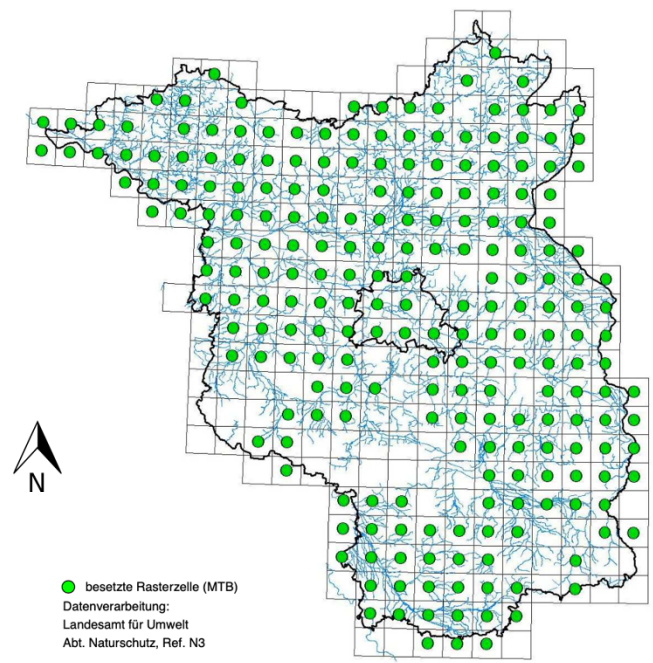 N
besetzte Rasterzelle (MTB)
Datenverarbeitung:
Landesamt für Umwelt
Abt. Naturschutz, Ref. N3